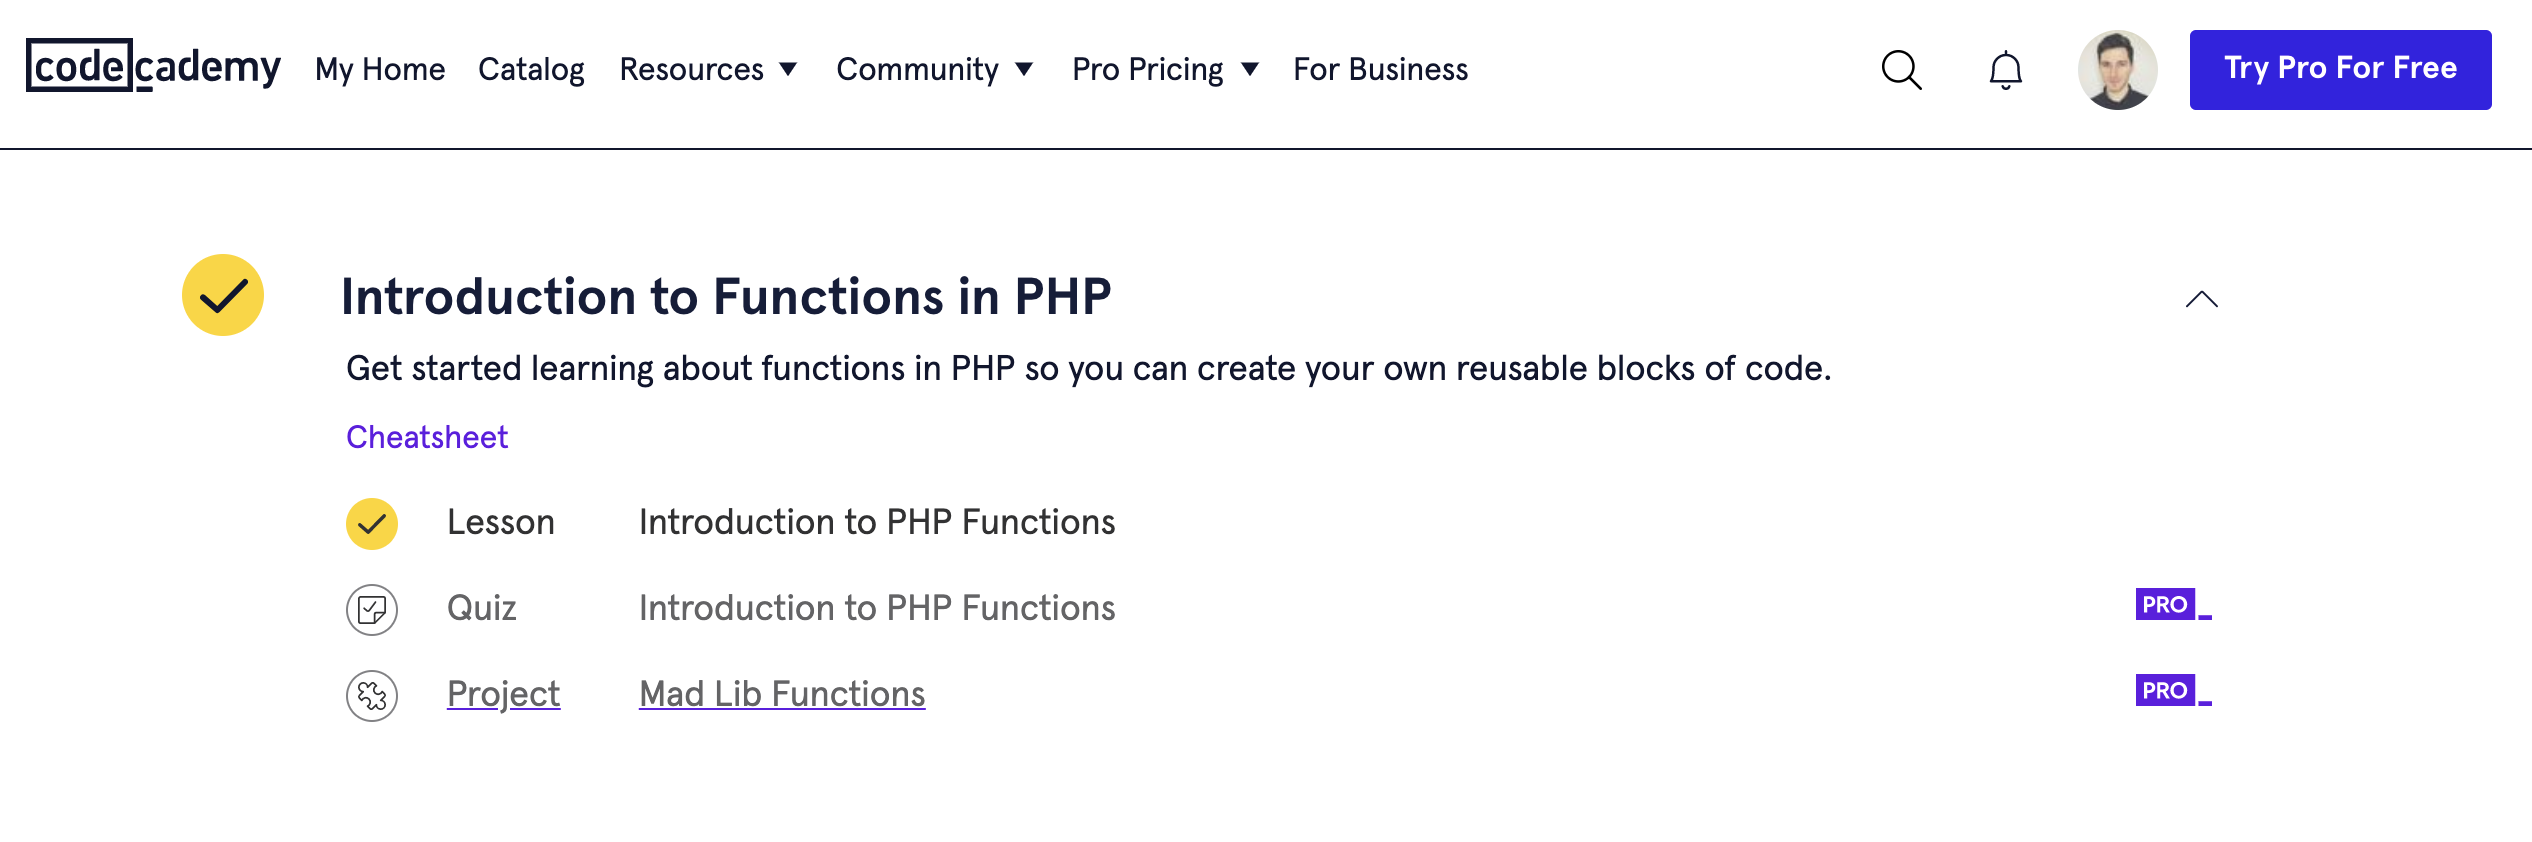 codecademy My Home Catalog Resources Community Pro Pricing For Business Try Pro For Free
Introduction to Functions in PHP
Get started learning about functions in PHP so you can create your own reusable blocks of code.
Cheatsheet
Lesson Introduction to PHP Functions
Quiz Introduction to PHP Functions PRO
Project Mad Lib Functions PRO